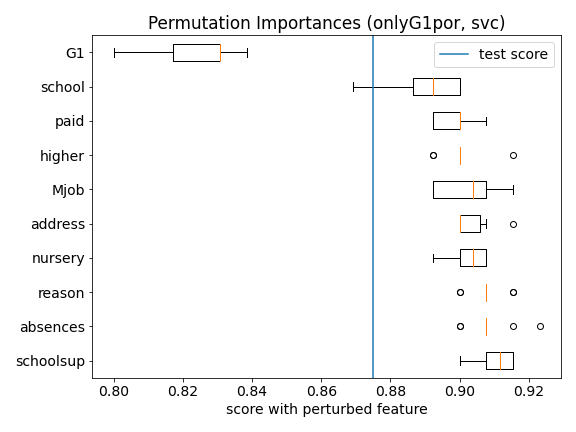 Permutation Importances (onlyG1por, svc)
test score
G1
school
paid
higher
Mjob
address
nursery
reason
absences
schoolsup
0.80 0.82 0.84 0.86 0.88 0.90 0.92
score with perturbed feature